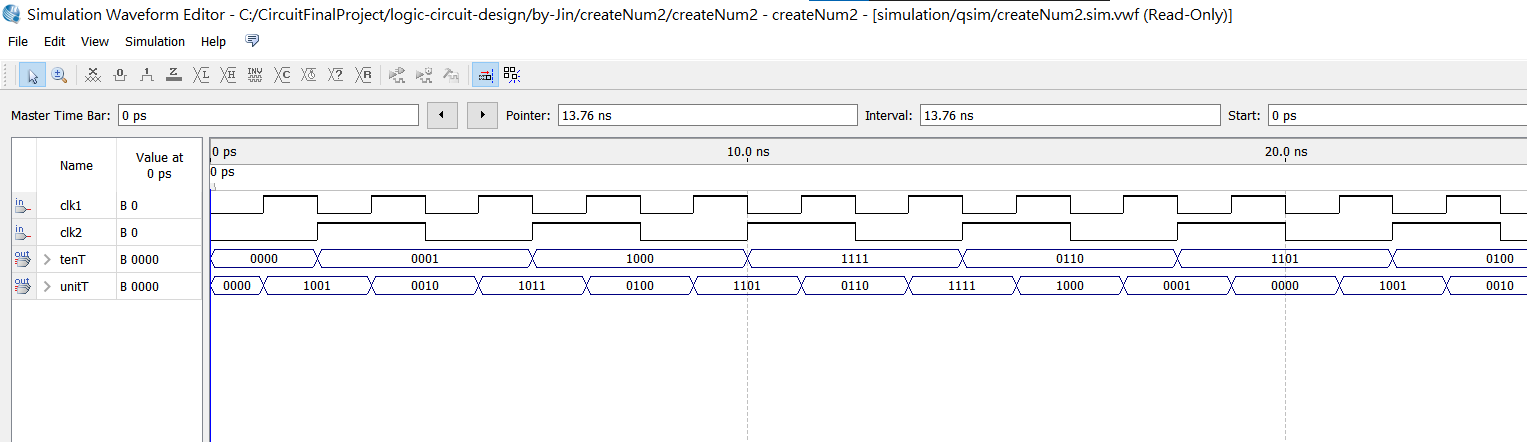 Simulation Waveform Editor - C:/CircuitFinalProject/logic-circuit-design/by-Jin/createNum2/createNum2 - createNum2 - [simulation/qsim/createNum2.sim.vwf (Read-Only)]
File Edit View Simulation Help
Master Time Bar: 0 ps Pointer: 13.76 ns Interval: 13.76 ns Start: 0 ps
Name Value at 0 ps 0 ps 10.0 ns 20.0 ns
0 ps
in clk1 B 0
in clk2 B 0
out tenT B 0000 0000 0001 1000 1111 0110 1101 0100
out unitT B 0000 0000 1001 0010 1011 0100 1101 0110 1111 1000 0001 0000 1001 0010